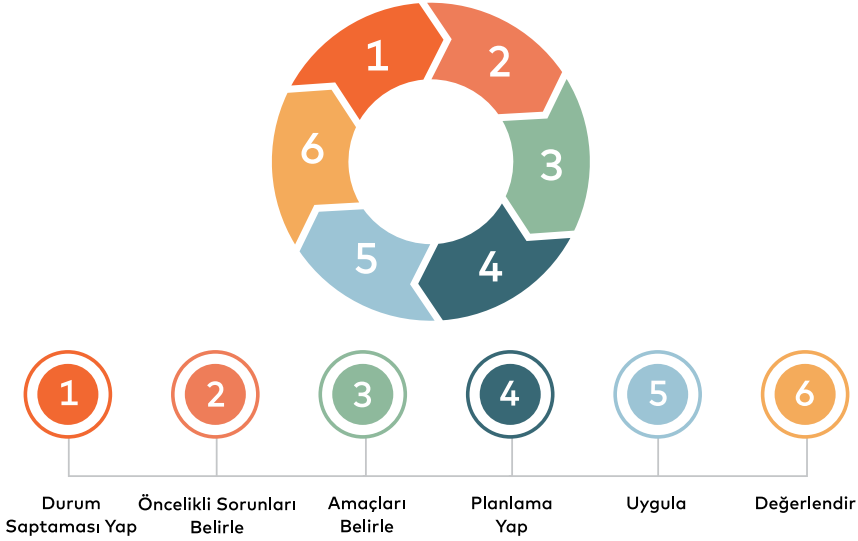 1
2
3
4
5
6
1
2
3
4
5
6
Durum
Saptaması Yap
Öncelikli Sorunları
Belirle
Amaçları
Belirle
Planlama
Yap
Uygula
Değerlendir